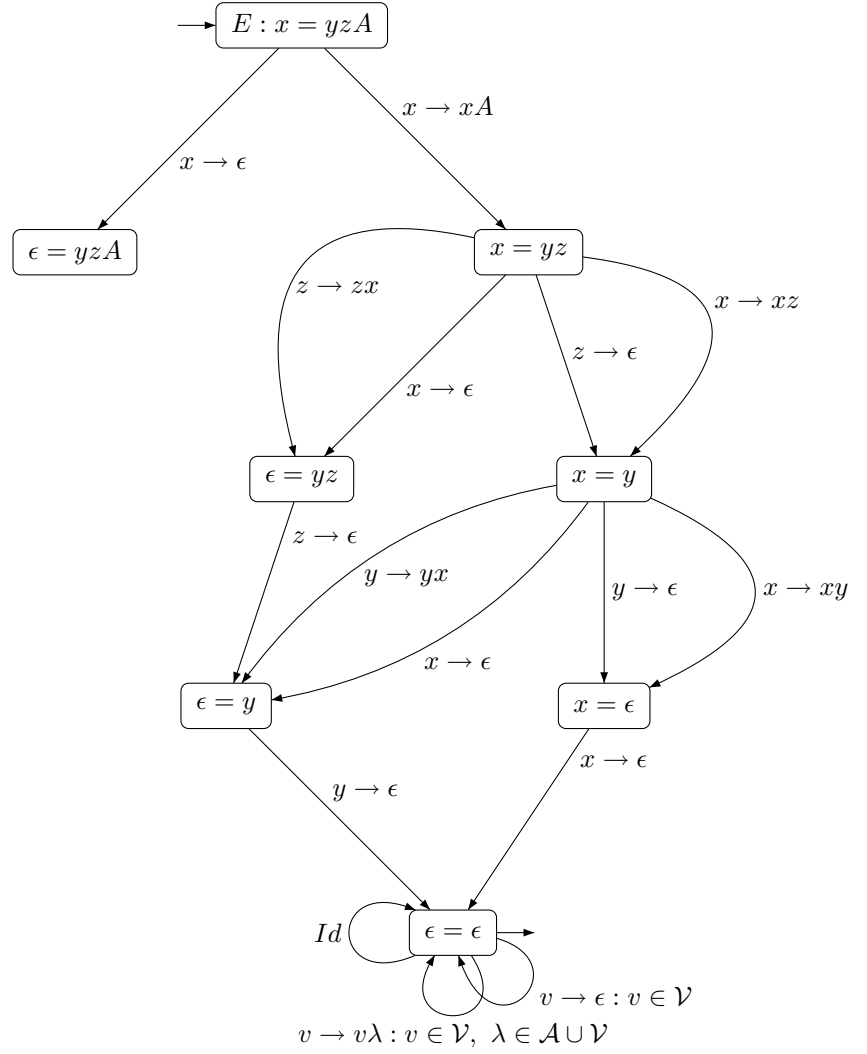 E : x = yzA
x → xA
x → ϵ
ϵ = yzA
x = yz
z → zx
x → xz
z → ϵ
x → ϵ
ϵ = yz
x = y
z → ϵ
y → yx
y → ϵ
x → xy
x → ϵ
ϵ = y
x = ϵ
x → ϵ
y → ϵ
Id
ϵ = ϵ
v → ϵ : v ∈ 𝒱
v → vλ : v ∈ 𝒱, λ ∈ 𝒜 ∪ 𝒱